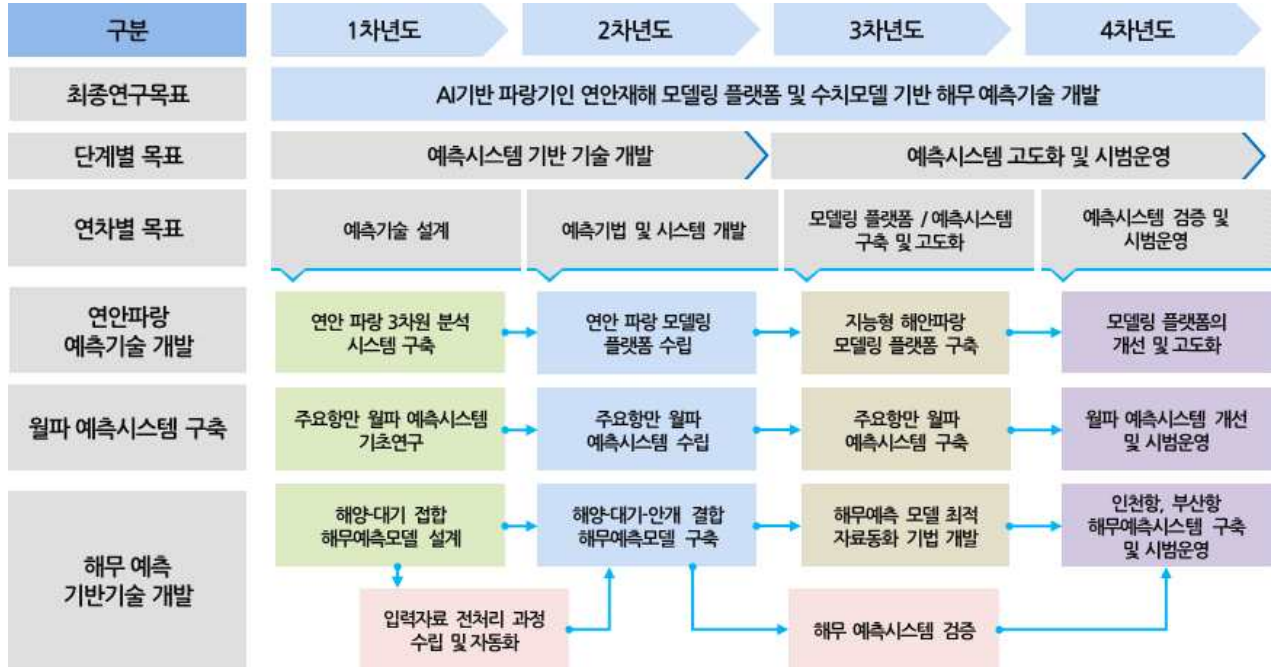 구분
1차년도
2차년도
3차년도
4차년도
최종연구목표
AI기반 파랑기인 연안재해 모델링 플랫폼 및 수치모델 기반 해무 예측기술 개발
단계별 목표
예측시스템 기반 기술 개발
예측시스템 고도화 및 시범운영
연차별 목표
예측기술 설계
예측기법 및 시스템 개발
모델링 플랫폼 / 예측시스템
구축 및 고도화
예측시스템 검증 및
시범운영
연안파랑
예측기술 개발
연안 파랑 3차원 분석
시스템 구축
연안 파랑 모델링
플랫폼 수립
지능형 해안파랑
모델링 플랫폼 구축
모델링 플랫폼의
개선 및 고도화
월파 예측시스템 구축
주요항만 월파 예측시스템
기초연구
주요항만 월파
예측시스템 수립
주요항만 월파
예측시스템 구축
월파 예측시스템 개선
및 시범운영
해무 예측
기반기술 개발
해양-대기 접합
해무예측모델 설계
해양-대기-안개 결합
해무예측모델 구축
해무예측 모델 최적
자료동화 기법 개발
인천항, 부산항
해무예측시스템 구축
및 시범운영
입력자료 전처리 과정
수립 및 자동화
해무 예측시스템 검증